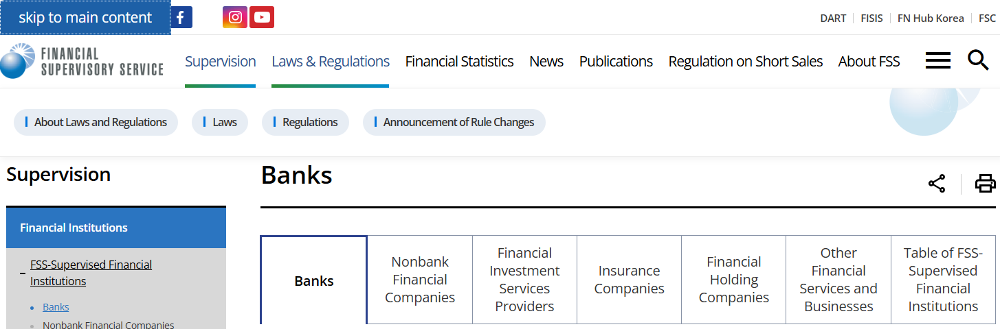 skip to main content
DART FISIS FN Hub Korea FSC
FINANCIAL
SUPERVISORY SERVICE
Supervision Laws & Regulations Financial Statistics News Publications Regulation on Short Sales About FSS
About Laws and Regulations Laws Regulations Announcement of Rule Changes
Supervision
Financial Institutions
FSS-Supervised Financial
Institutions
Banks
Nonbank Financial Companies
Banks
Banks
Nonbank
Financial
Companies
Financial
Investment
Services
Providers
Insurance
Companies
Financial
Holding
Companies
Other
Financial
Services and
Businesses
Table of FSS-
Supervised
Financial
Institutions